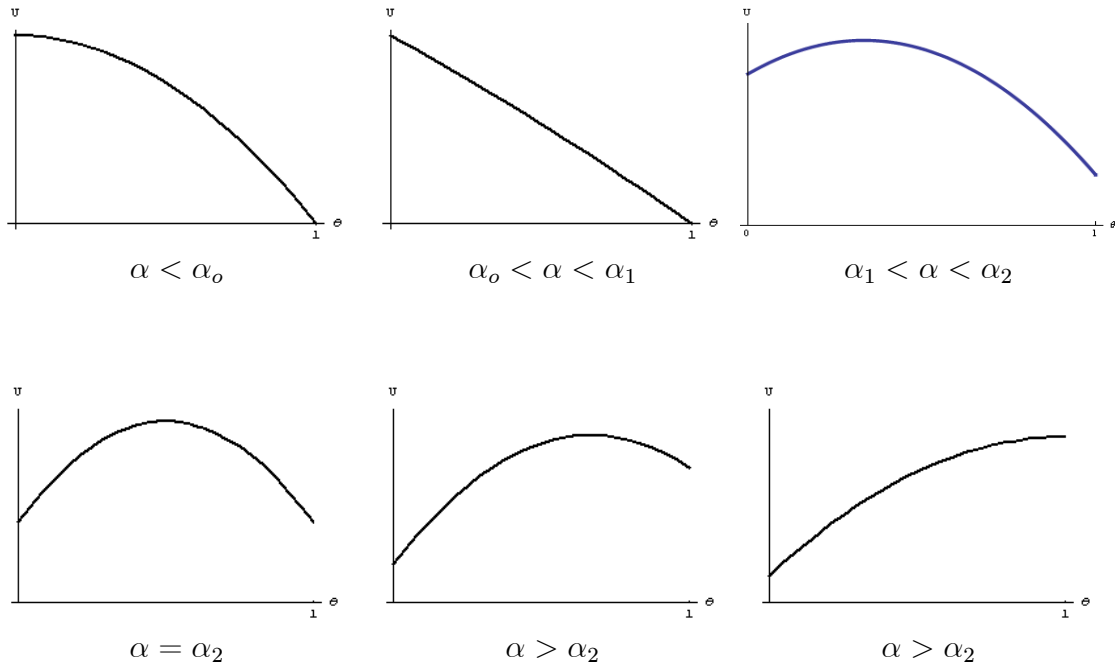 U U U
θ θ θ
1 1 0 1
α < α_o α_o < α < α_1 α_1 < α < α_2
U U U
θ θ θ
1 1 1
α = α_2 α > α_2 α > α_2